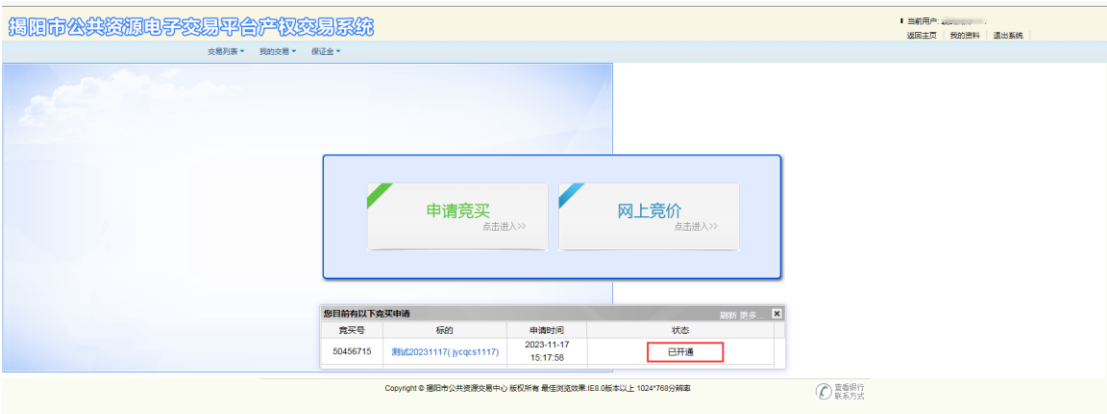 揭阳市公共资源电子交易平台产权交易系统
当前用户:
返回主页 我的资料 退出系统
交易列表 我的交易 保证金
申请竞买
点击进入>>
网上竞价
点击进入>>
您目前有以下竞买申请 刷新 更多...
竞买号 标的 申请时间 状态
50456715 测试20231117( jycqcs1117) 2023-11-17 15:17:58 已开通
Copyright © 揭阳市公共资源交易中心 版权所有 最佳浏览效果:IE8.0版本以上 1024*768分辨率
查看银行
联系方式